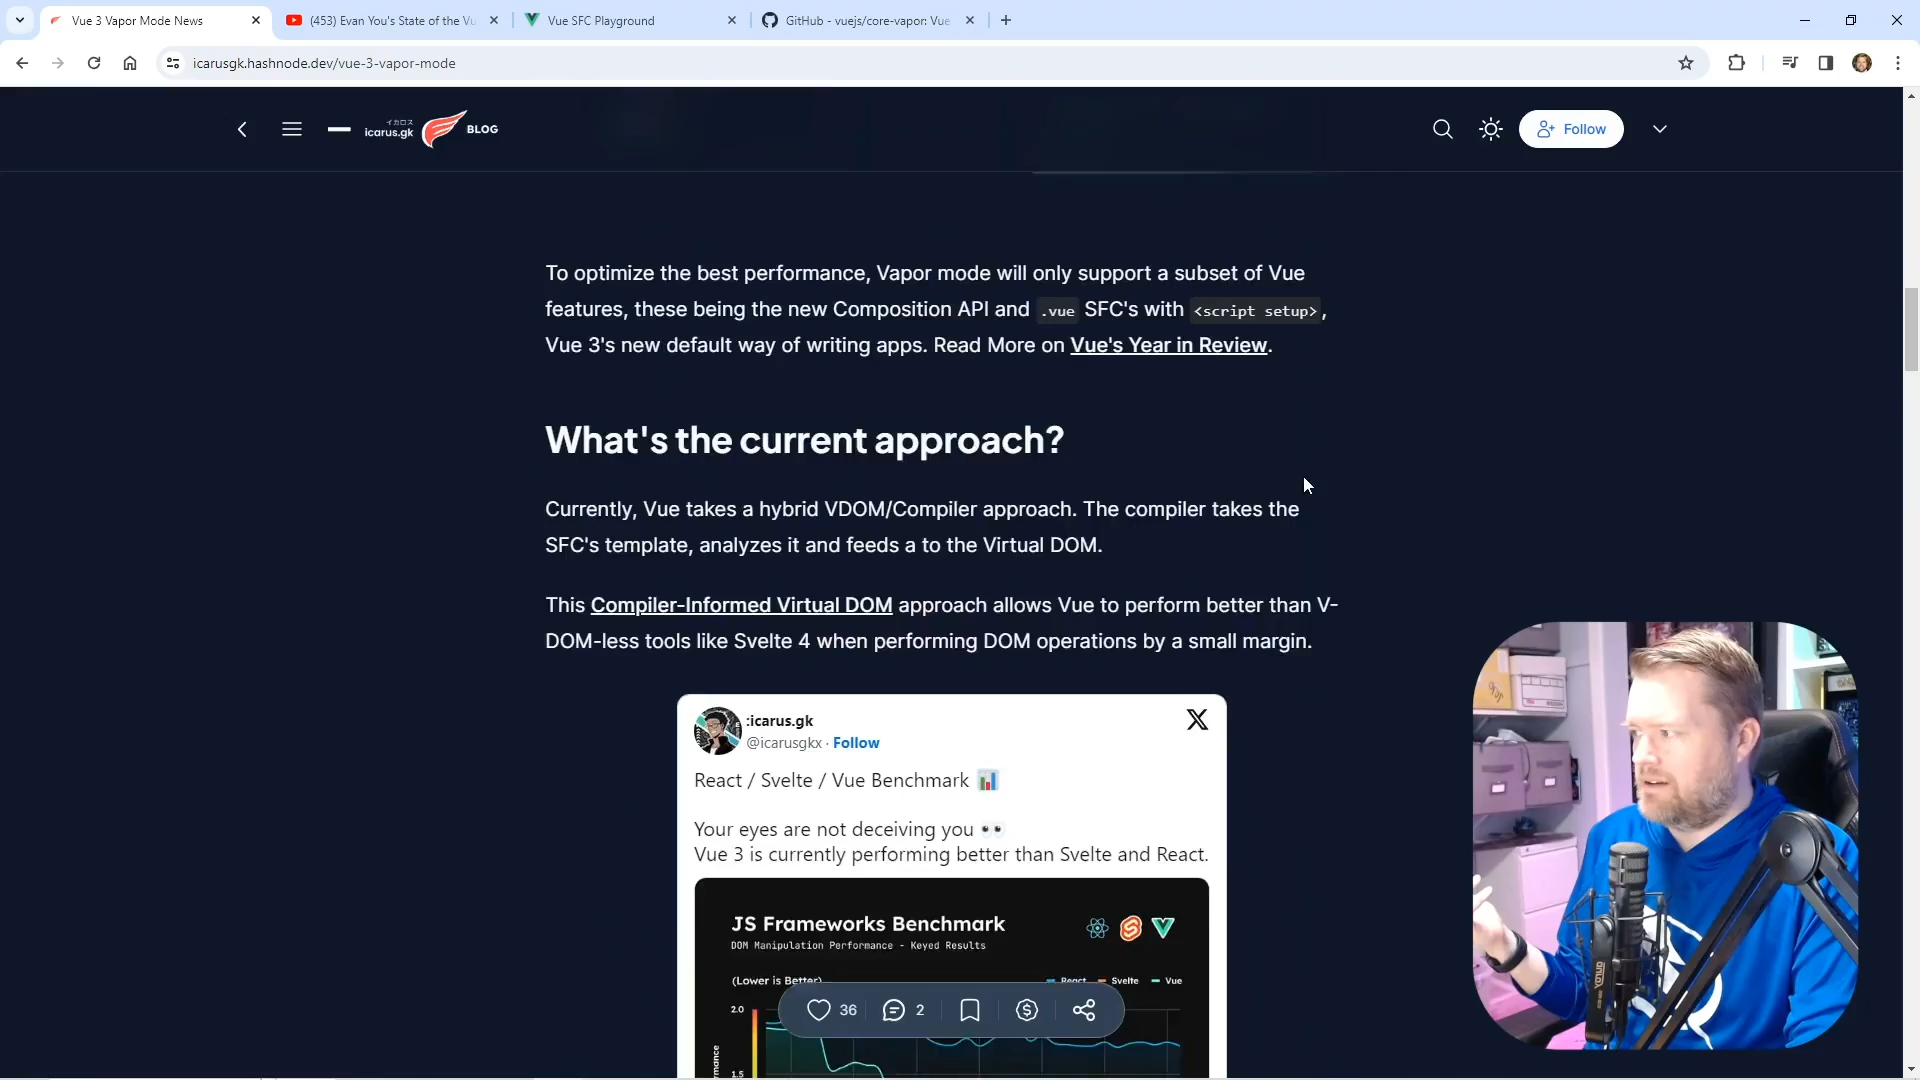 Vue 3 Vapor Mode News
(453) Evan You's State of the Vu
Vue SFC Playground
GitHub - vuejs/core-vapor: Vue
icarusgk.hashnode.dev/vue-3-vapor-mode
イカロス
icarus.gk
BLOG
Follow
To optimize the best performance, Vapor mode will only support a subset of Vue
features, these being the new Composition API and .vue SFC's with <script setup>,
Vue 3's new default way of writing apps. Read More on Vue's Year in Review.
What's the current approach?
Currently, Vue takes a hybrid VDOM/Compiler approach. The compiler takes the
SFC's template, analyzes it and feeds a to the Virtual DOM.
This Compiler-Informed Virtual DOM approach allows Vue to perform better than V-
DOM-less tools like Svelte 4 when performing DOM operations by a small margin.
:icarus.gk
@icarusgkx · Follow
React / Svelte / Vue Benchmark
Your eyes are not deceiving you
Vue 3 is currently performing better than Svelte and React.
JS Frameworks Benchmark
DOM Manipulation Performance - Keyed Results
(Lower is Better)
React
Svelte
Vue
2.0
36
2
1.5